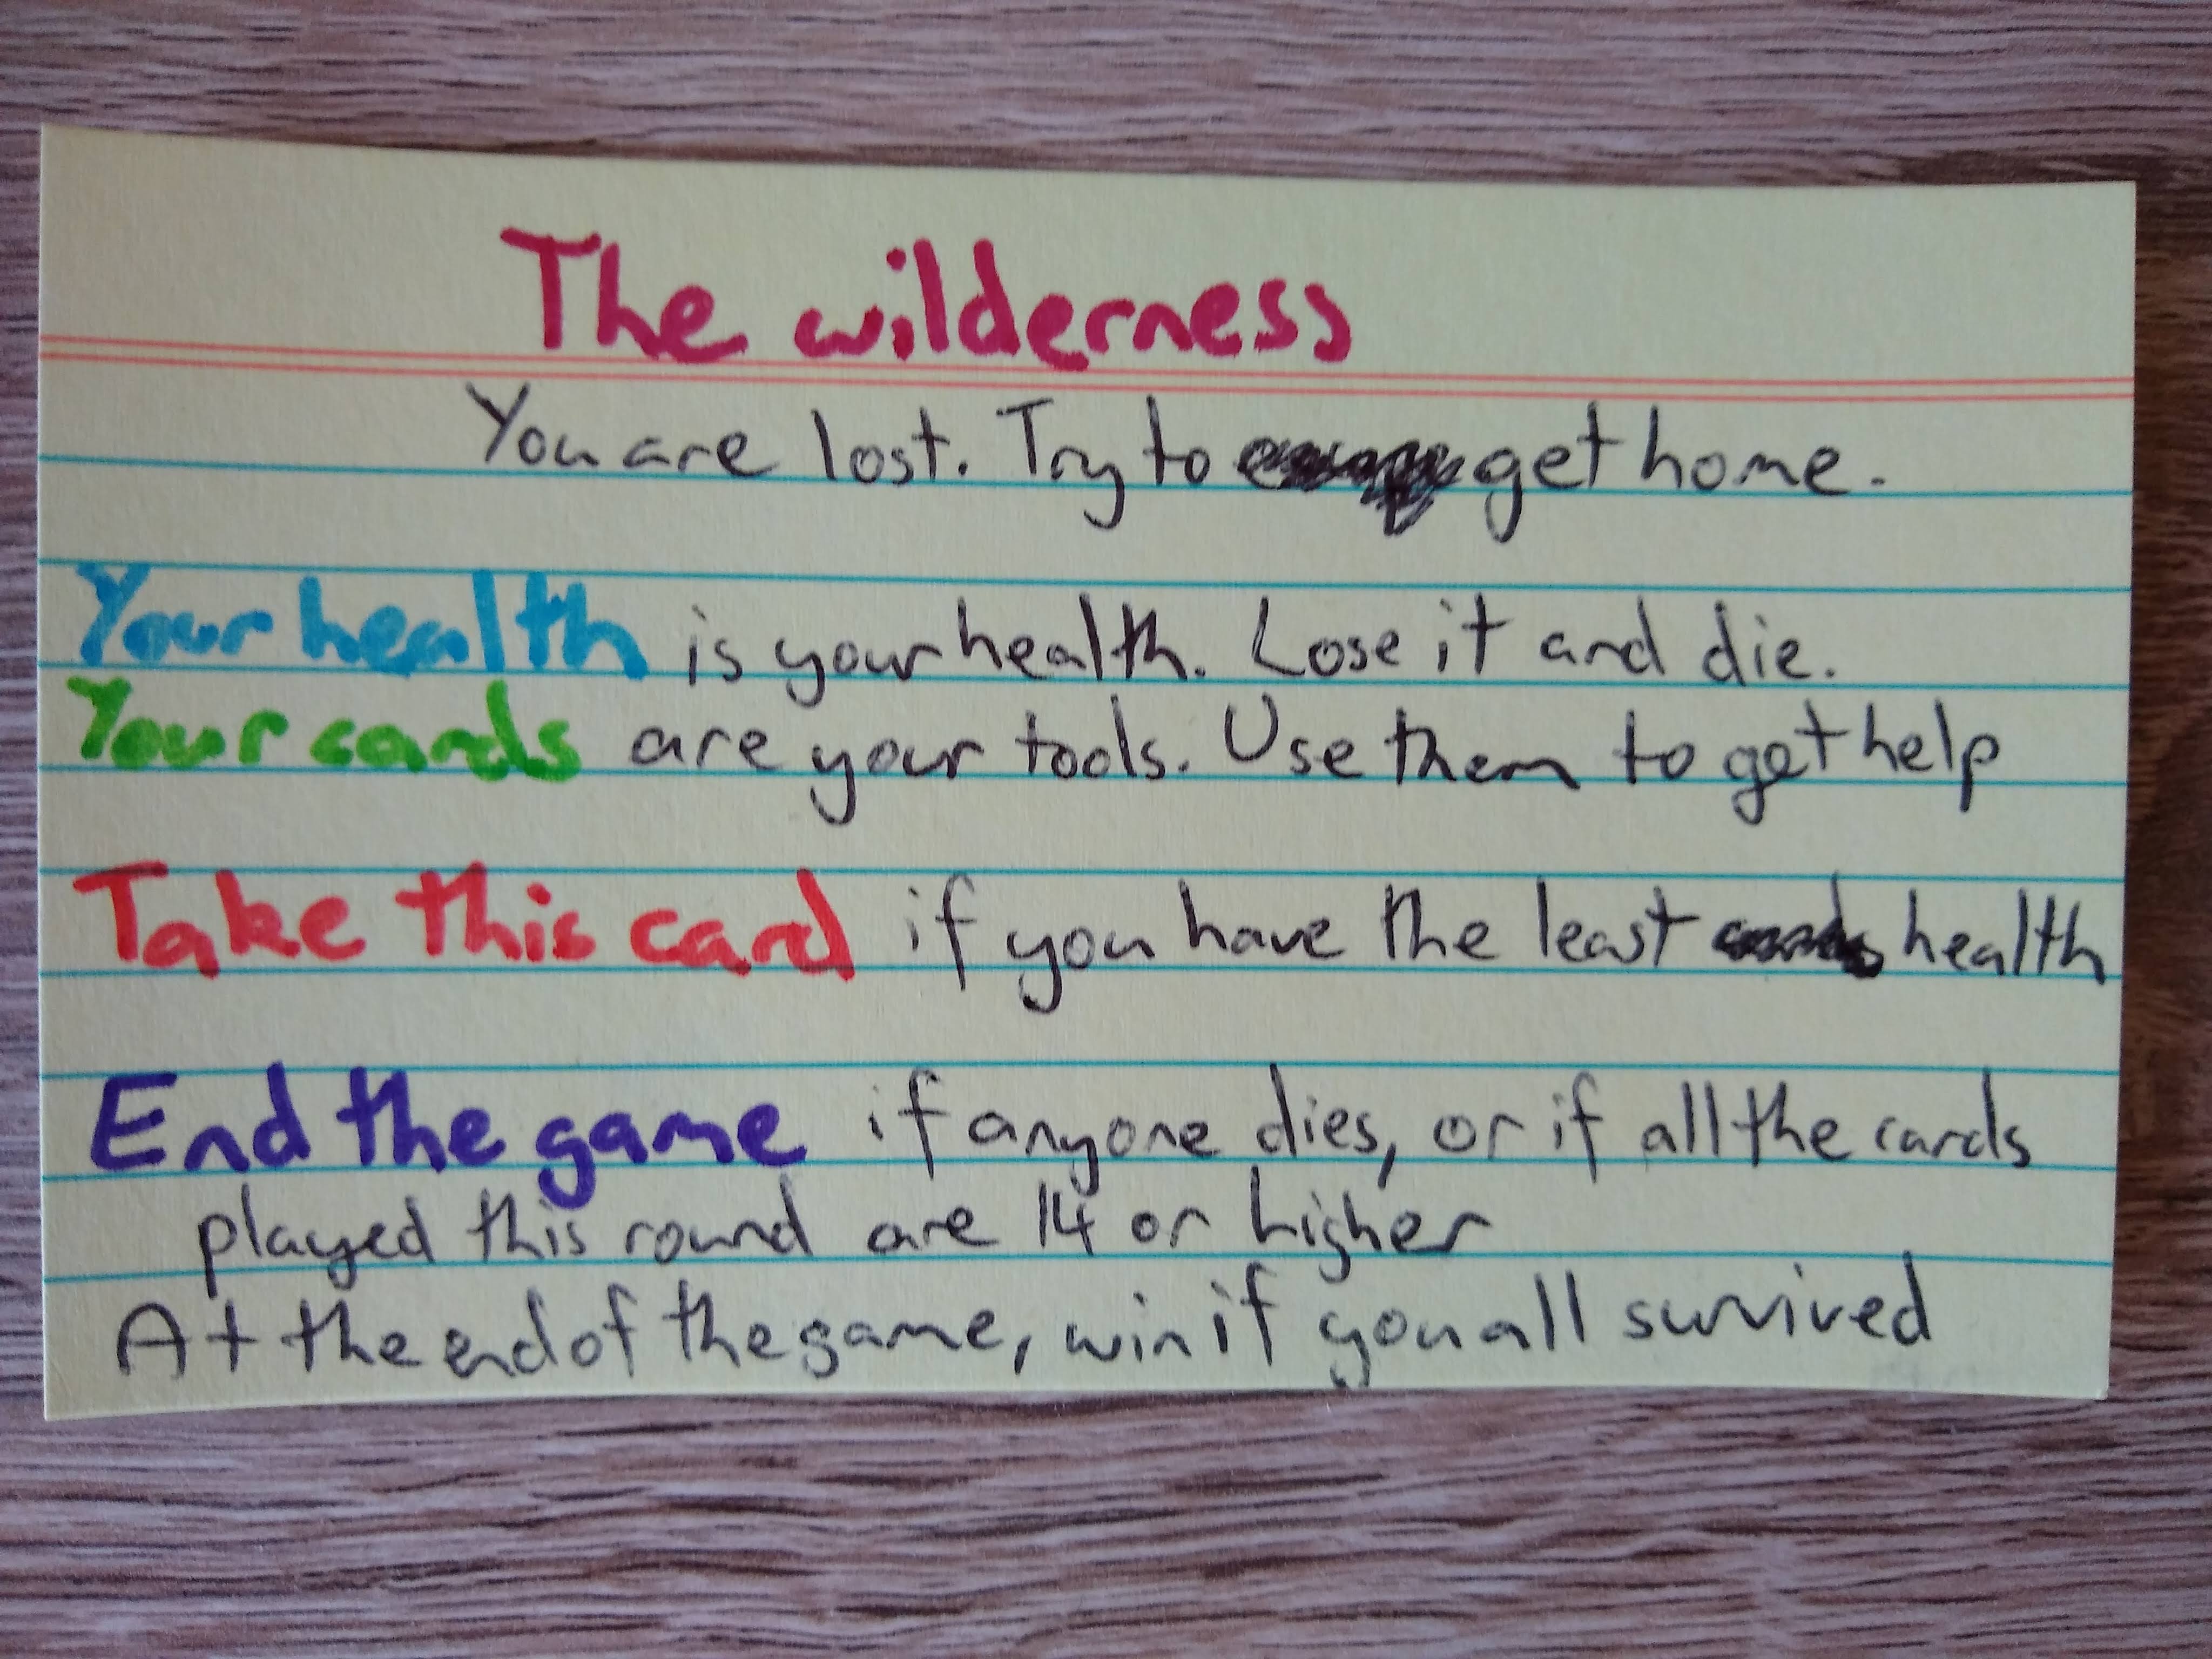 The wilderness
You are lost. Try to get home.
Your health is your health. Lose it and die.
Your cards are your tools. Use them to get help
Take this card if you have the least health
End the game if anyone dies, or if all the cards
played this round are 14 or higher
At the end of the game, win if you all survived